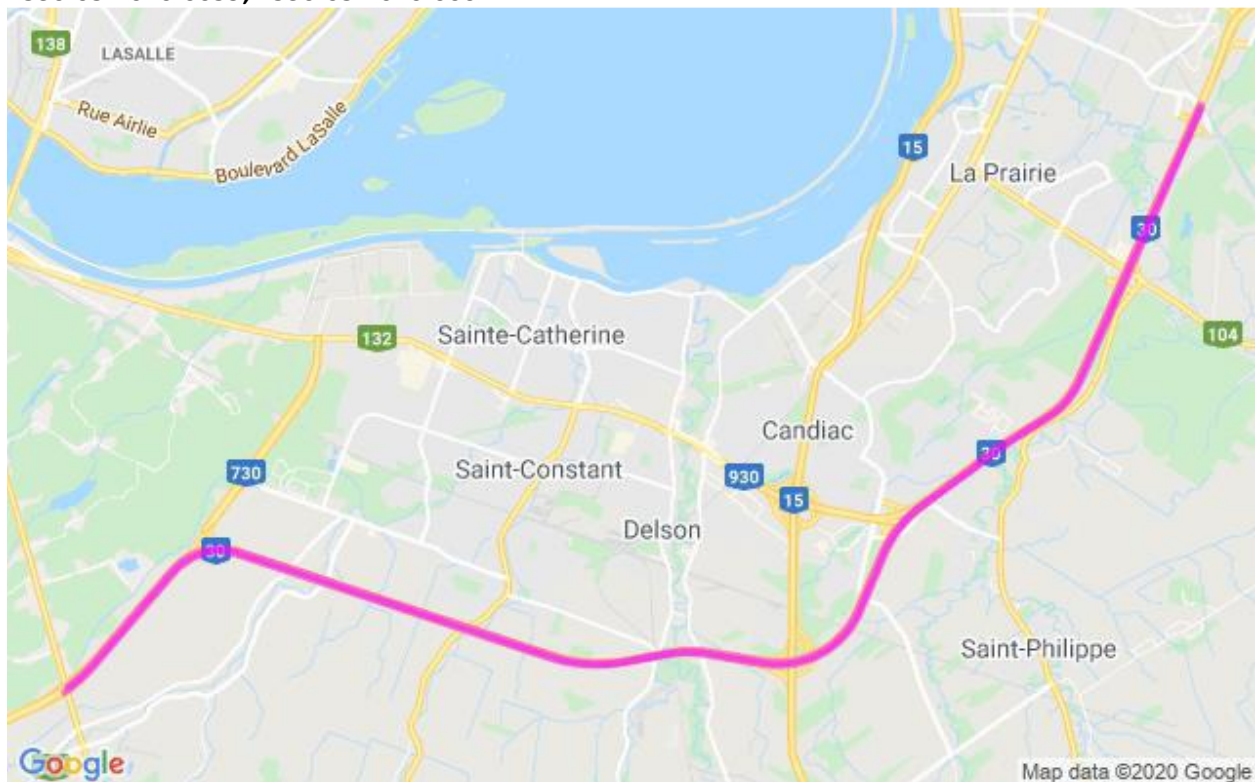 138
LASALLE
Rue Airlie
Boulevard LaSalle
15
La Prairie
30
104
132
Sainte-Catherine
Candiac
30
730
Saint-Constant
930
15
Delson
30
Saint-Philippe
Google
Map data ©2020 Google